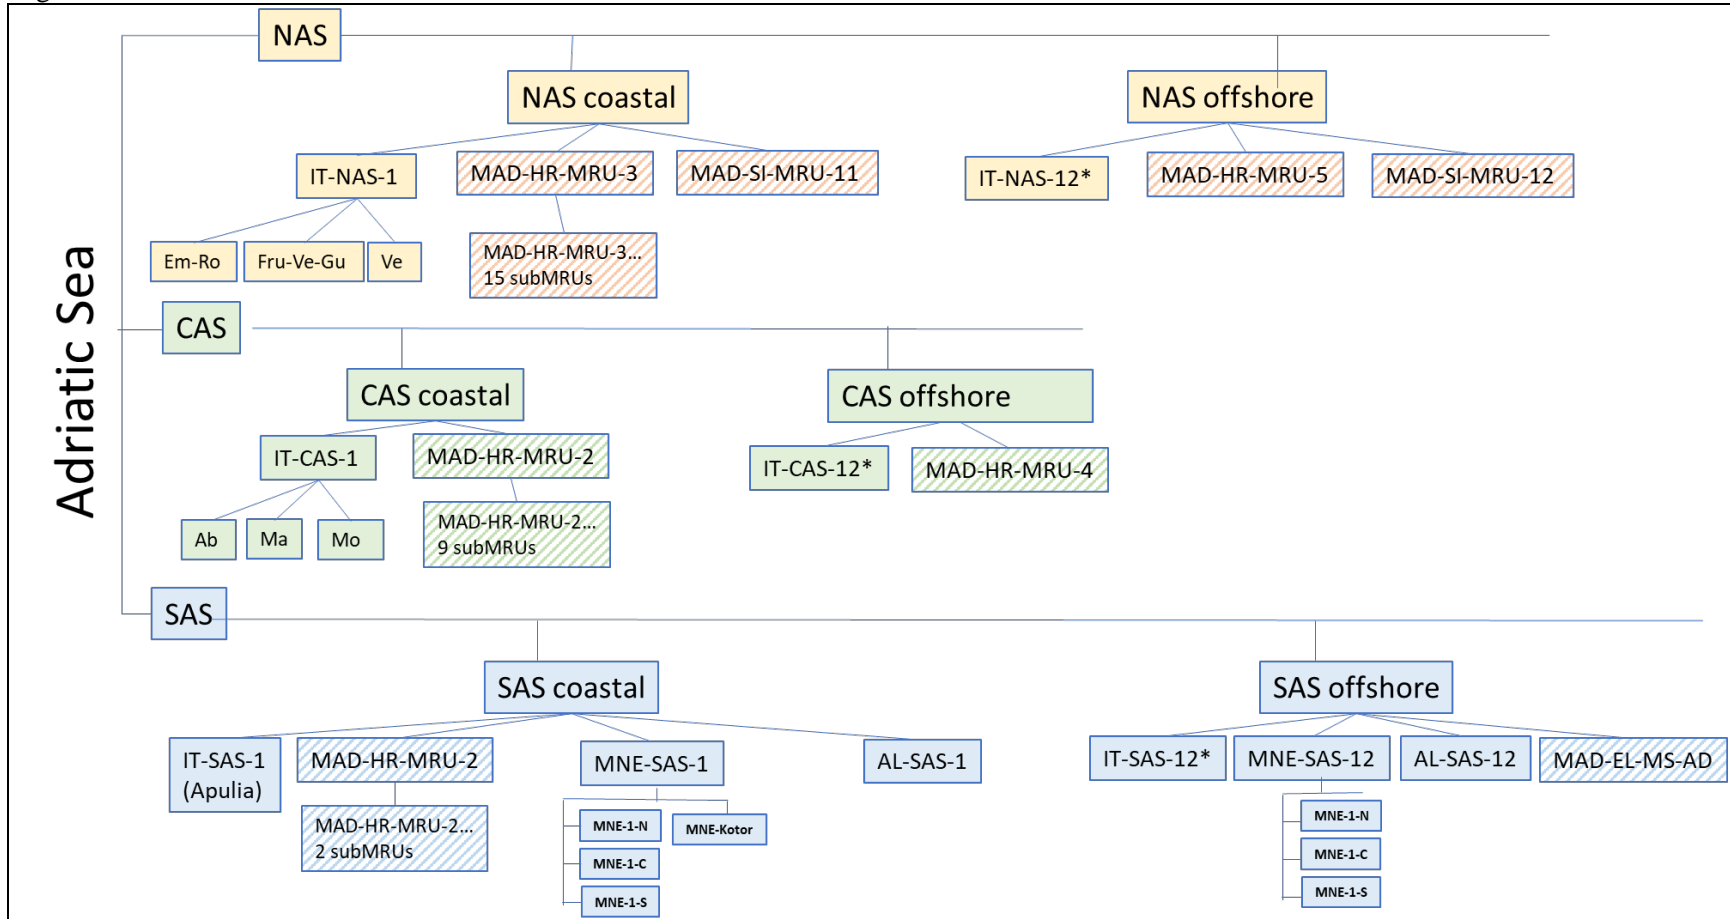 NAS
NAS coastal
NAS offshore
IT-NAS-1
MAD-HR-MRU-3
MAD-SI-MRU-11
IT-NAS-12*
MAD-HR-MRU-5
MAD-SI-MRU-12
Em-Ro
Fru-Ve-Gu
Ve
MAD-HR-MRU-3...
15 subMRUs
Adriatic Sea
CAS
CAS coastal
CAS offshore
IT-CAS-1
MAD-HR-MRU-2
IT-CAS-12*
MAD-HR-MRU-4
Ab
Ma
Mo
MAD-HR-MRU-2...
9 subMRUs
SAS
SAS coastal
SAS offshore
IT-SAS-1
(Apulia)
MAD-HR-MRU-2
MNE-SAS-1
AL-SAS-1
IT-SAS-12*
MNE-SAS-12
AL-SAS-12
MAD-EL-MS-AD
MAD-HR-MRU-2...
2 subMRUs
MNE-1-N
MNE-Kotor
MNE-1-C
MNE-1-S
MNE-1-N
MNE-1-C
MNE-1-S